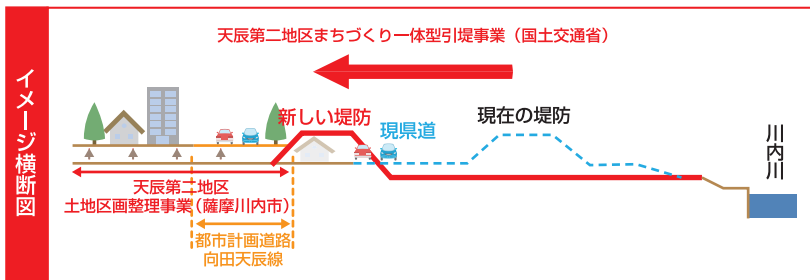 イメージ横断図
天辰第二地区まちづくり一体型引堤事業（国土交通省）
新しい堤防
現県道
現在の堤防
川内川
天辰第二地区
土地区画整理事業（薩摩川内市）
都市計画道路
向田天辰線